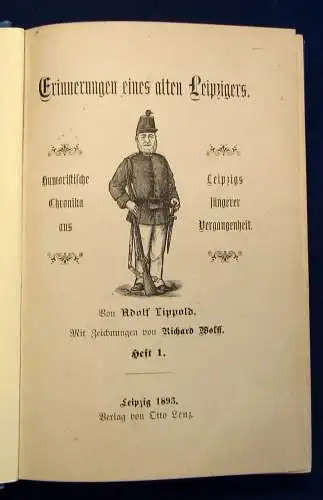 Erinnerungen eines alten Leipzigers.
Humoristische
Chronika
aus
Leipzigs
jüngerer
Vergangenheit.
Von Adolf Lippold.
Mit Zeichnungen von Richard Wolff.
Heft 1.
Leipzig 1893.
Verlag von Otto Lenz.